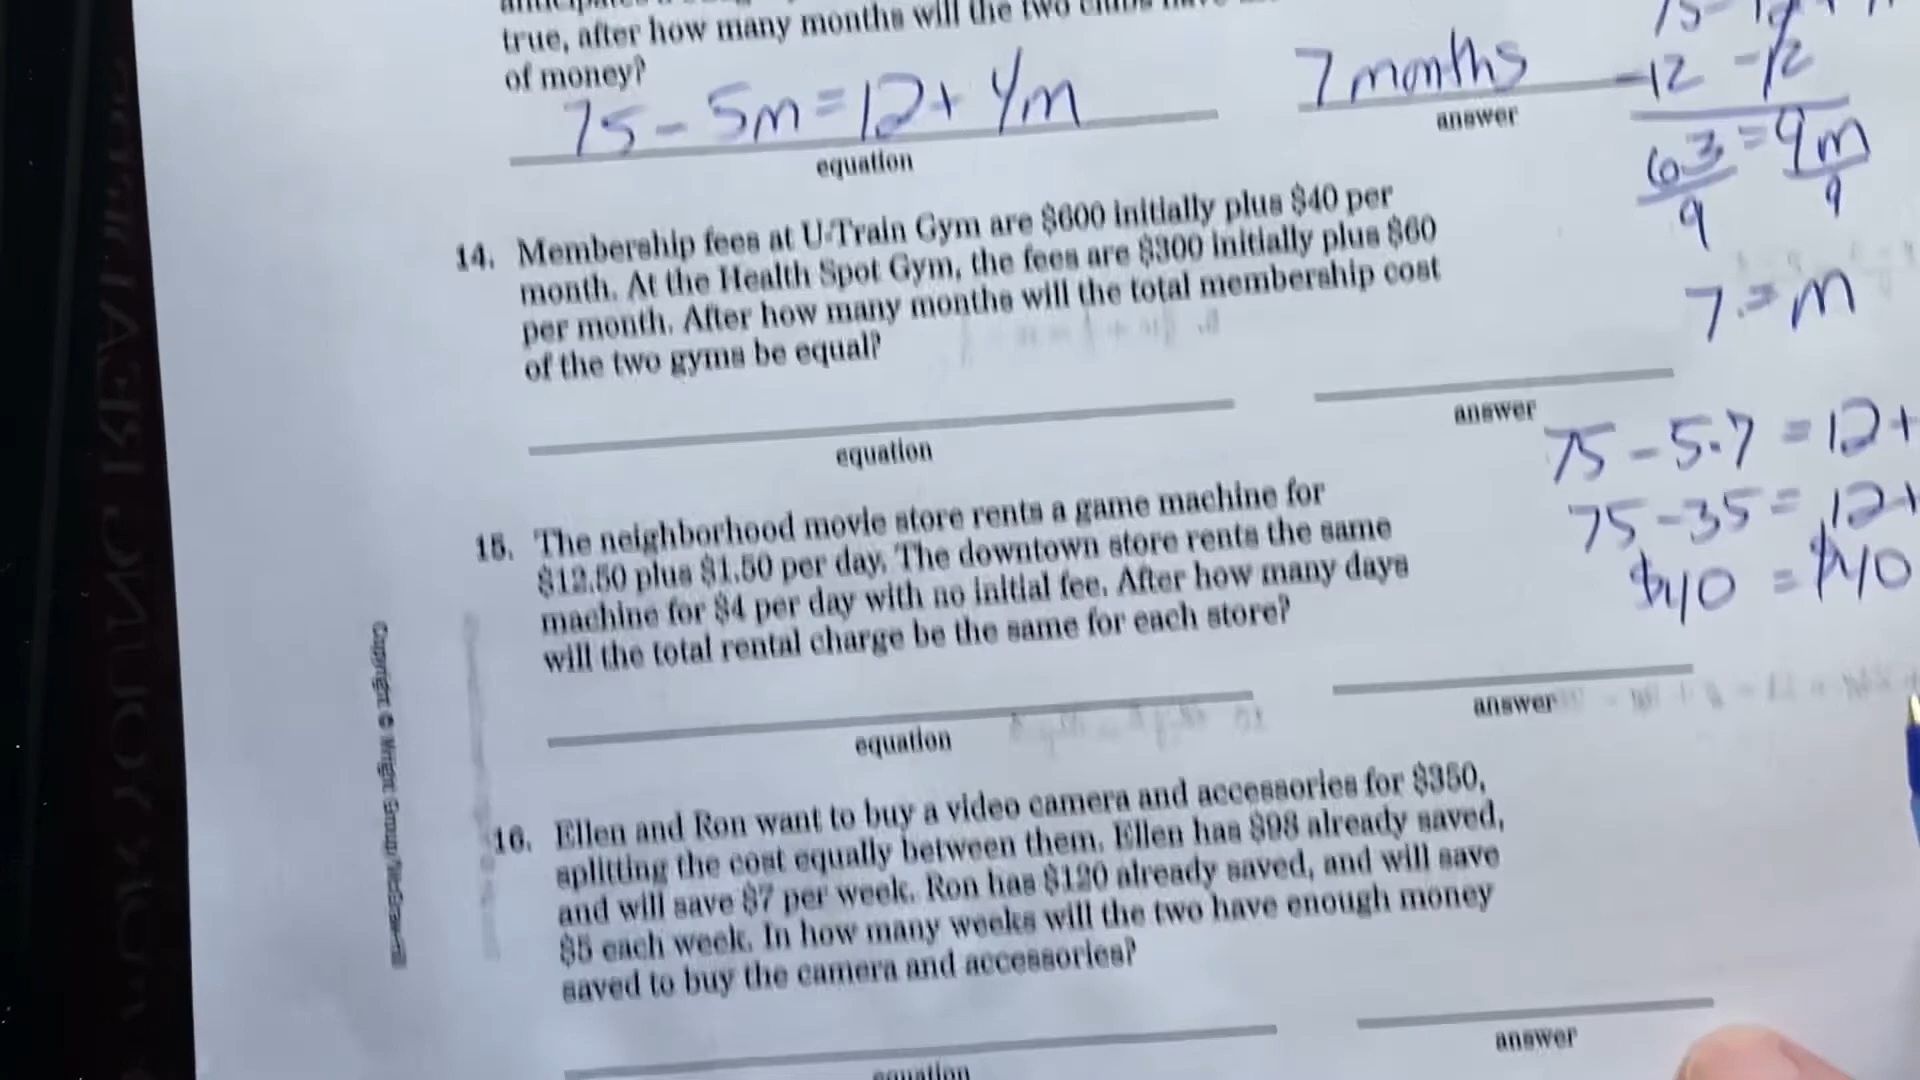 true, after how many months will the two clubs have
of money?
75 - 5m = 12 + 4m
7 months
equation
answer
-12 -12
63 = 9m
9 9
7 = m
14. Membership fees at U-Train Gym are $600 initially plus $40 per
month. At the Health Spot Gym, the fees are $300 initially plus $60
per month. After how many months will the total membership cost
of the two gyms be equal?
equation
answer
75 - 5·7 = 12 +
75 - 35 = 12 +
$40 = $40
15. The neighborhood movie store rents a game machine for
$12.50 plus $1.50 per day. The downtown store rents the same
machine for $4 per day with no initial fee. After how many days
will the total rental charge be the same for each store?
equation
answer
16. Ellen and Ron want to buy a video camera and accessories for $350,
splitting the cost equally between them. Ellen has $98 already saved,
and will save $7 per week. Ron has $120 already saved, and will save
$5 each week. In how many weeks will the two have enough money
saved to buy the camera and accessories?
equation
answer
Copyright © Wright Group/McGraw-Hill